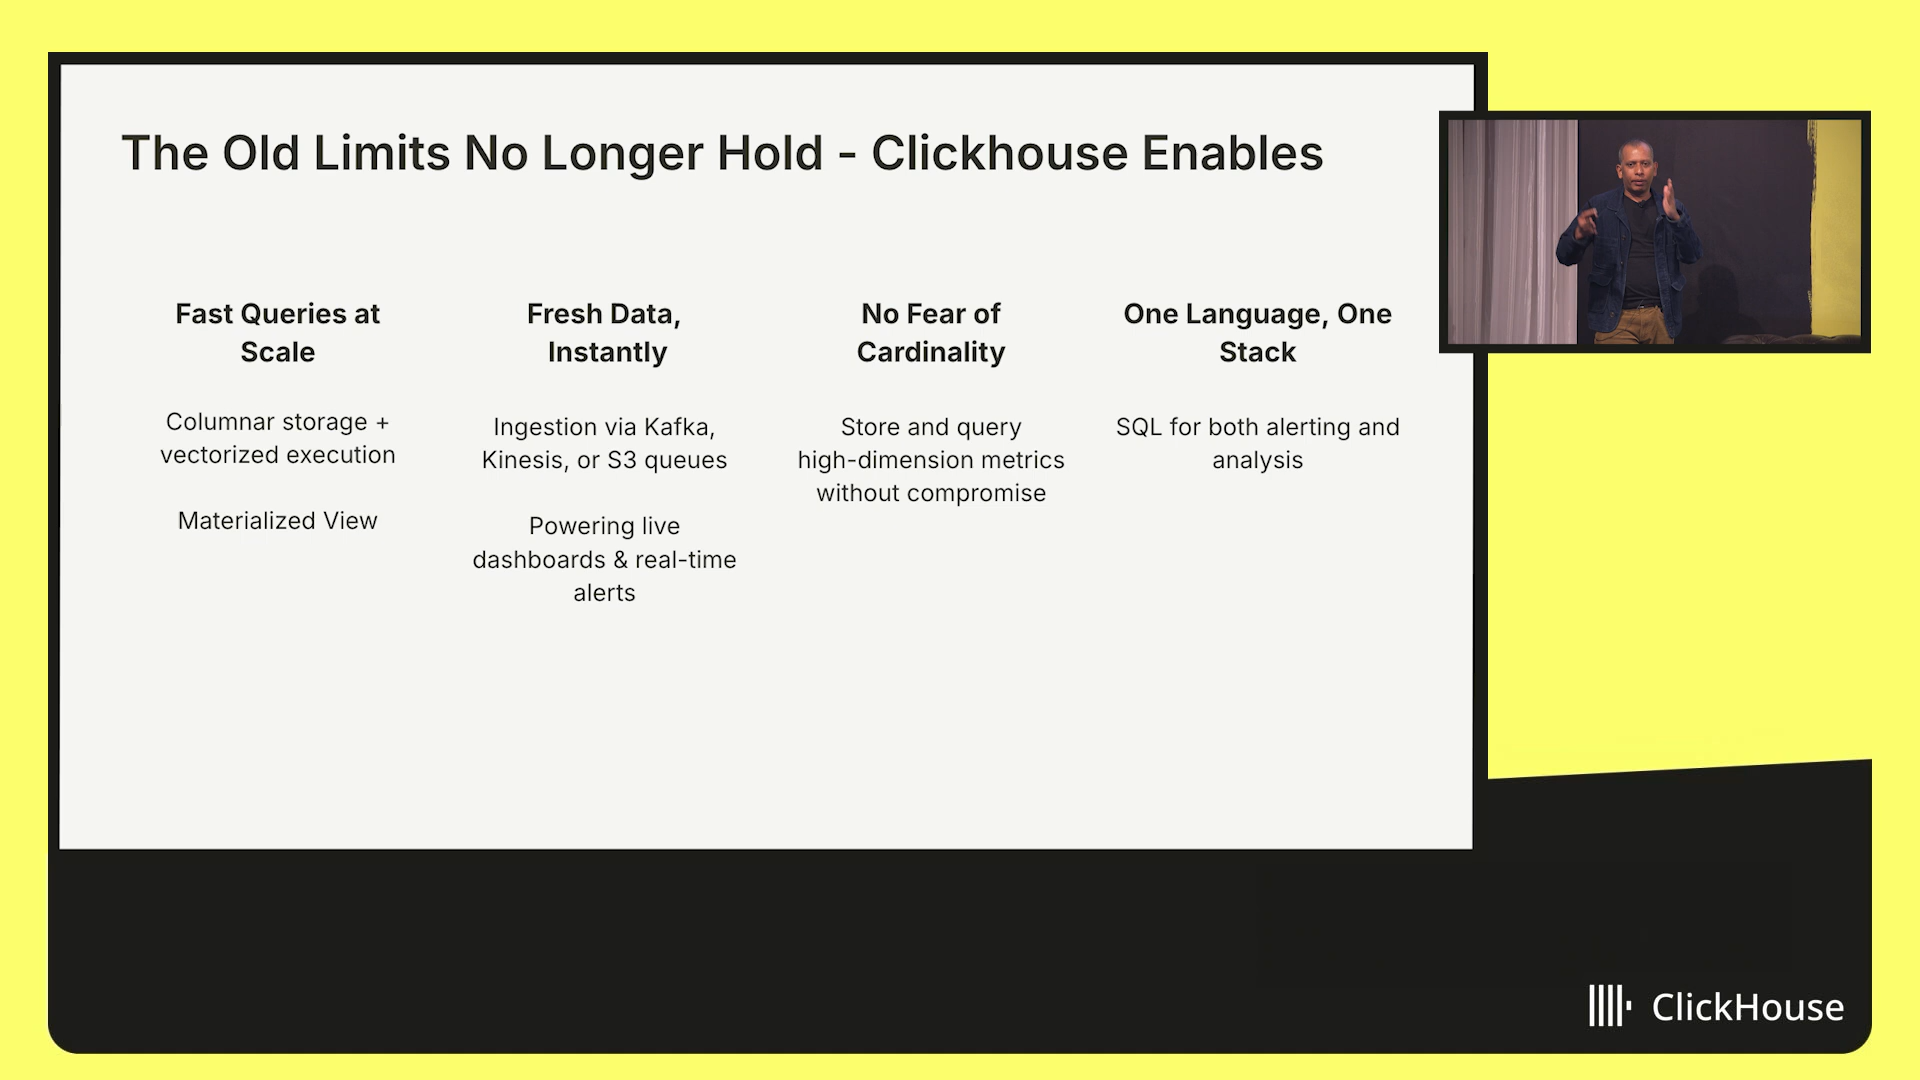 The Old Limits No Longer Hold - Clickhouse Enables
Fast Queries at
Scale
Columnar storage +
vectorized execution
Materialized View
Fresh Data,
Instantly
Ingestion via Kafka,
Kinesis, or S3 queues
Powering live
dashboards & real-time
alerts
No Fear of
Cardinality
Store and query
high-dimension metrics
without compromise
One Language, One
Stack
SQL for both alerting and
analysis
ClickHouse